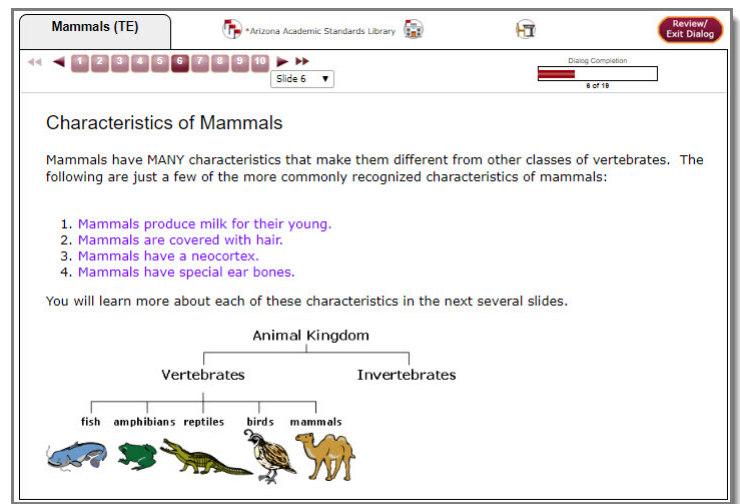 Mammals (TE)
*Arizona Academic Standards Library
Review/
Exit Dialog
1 2 3 4 5 6 7 8 9 10
Slide 6
Dialog Completion
6 of 19
Characteristics of Mammals
Mammals have MANY characteristics that make them different from other classes of vertebrates. The
following are just a few of the more commonly recognized characteristics of mammals:
1. Mammals produce milk for their young.
2. Mammals are covered with hair.
3. Mammals have a neocortex.
4. Mammals have special ear bones.
You will learn more about each of these characteristics in the next several slides.
Animal Kingdom
Vertebrates Invertebrates
fish amphibians reptiles birds mammals